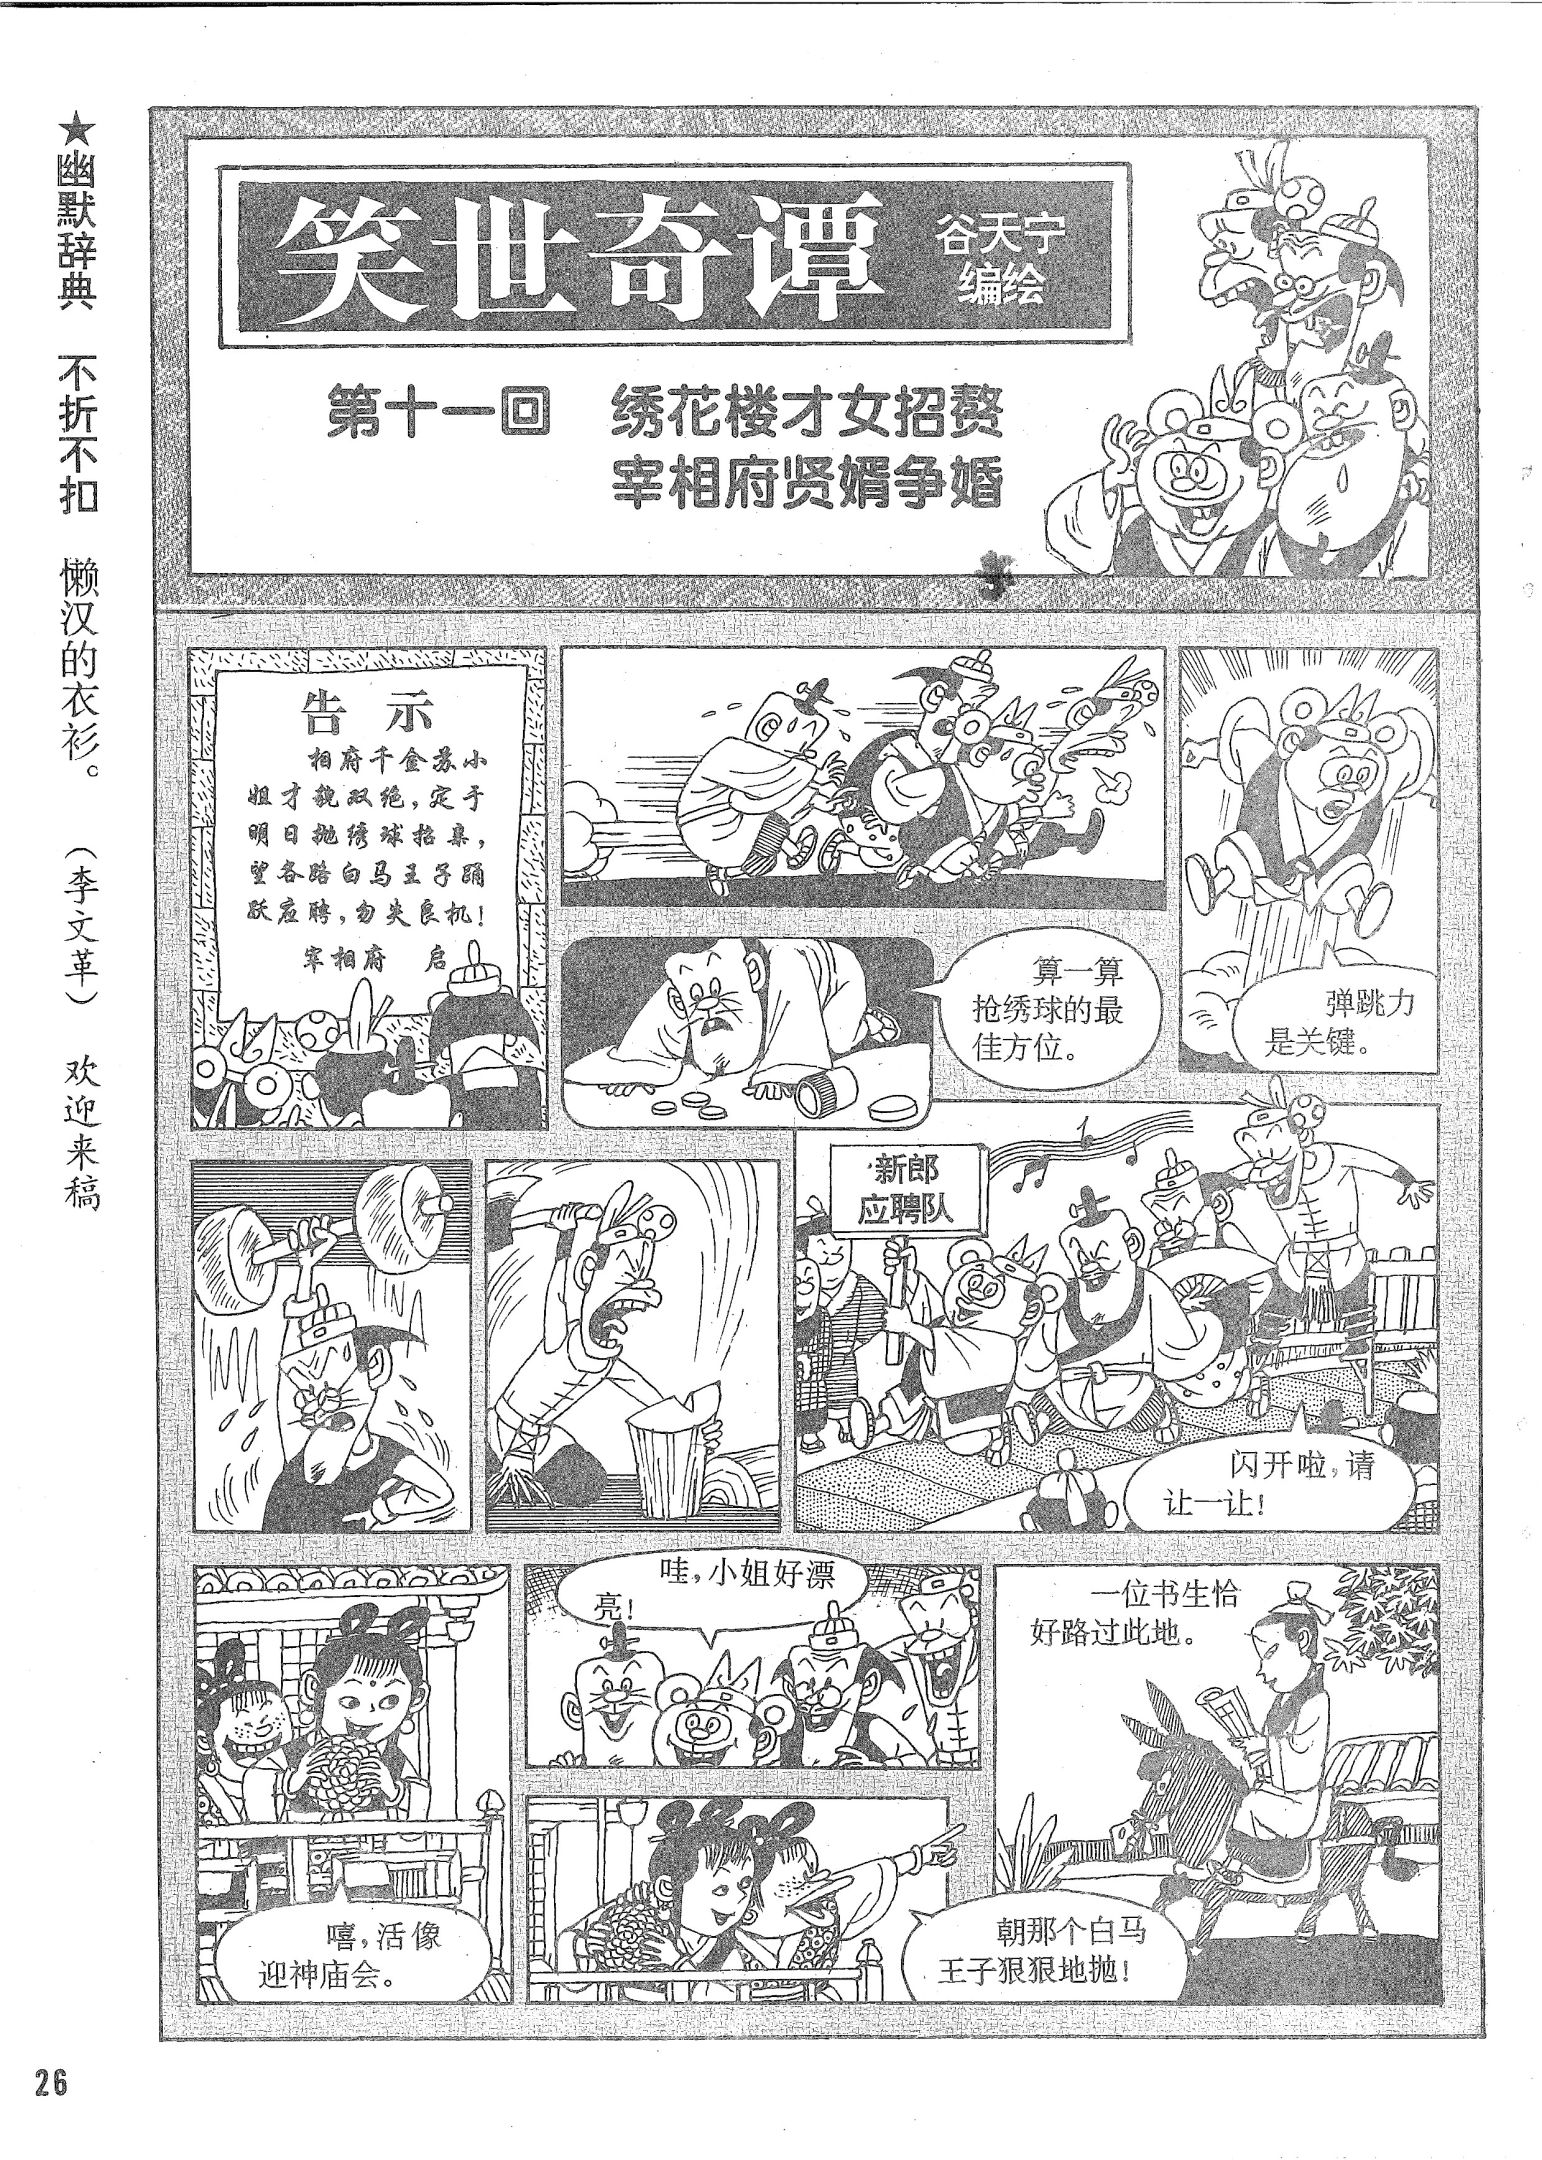 ★幽默辞典 不折不扣 懒汉的衣衫。 (李文革) 欢迎来稿
笑世奇谭
谷天宁
编绘
第十一回 绣花楼才女招赘
宰相府贤婿争婚
告示
相府千金苏小
姐才貌双绝,定于
明日抛绣球招亲,
望各路白马王子踊
跃应聘,勿失良机!
宰相府 启
算一算
抢绣球的最
佳方位。
弹跳力
是关键。
新郎
应聘队
闪开啦,请
让一让!
嘻,活像
迎神庙会。
哇,小姐好漂
亮!
朝那个白马
王子狠狠地抛!
一位书生恰
好路过此地。
26